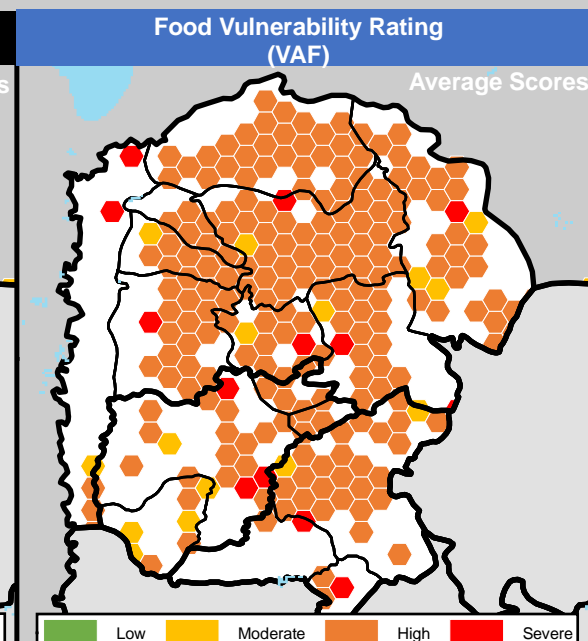 Food Vulnerability Rating
(VAF)
s
Average Scores
Low Moderate High Severe